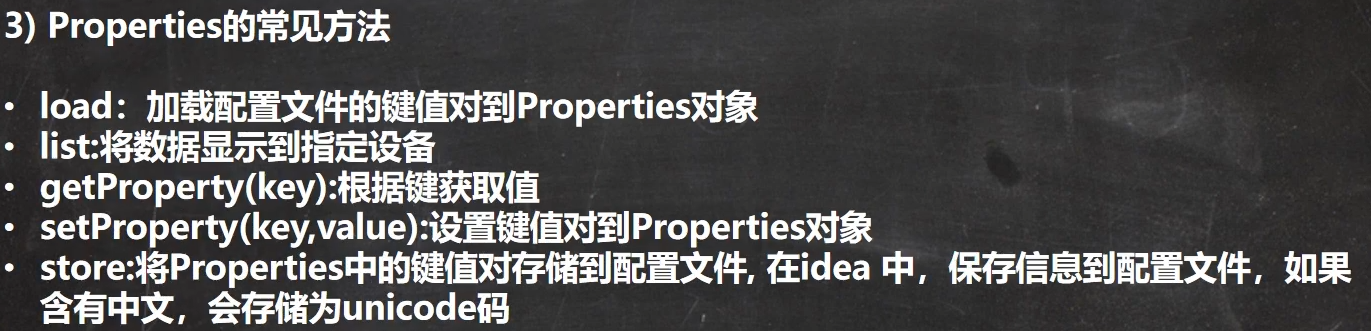 3) Properties的常见方法
• load：加载配置文件的键值对到Properties对象
• list:将数据显示到指定设备
• getProperty(key):根据键获取值
• setProperty(key,value):设置键值对到Properties对象
• store:将Properties中的键值对存储到配置文件, 在idea 中，保存信息到配置文件，如果
含有中文，会存储为unicode码